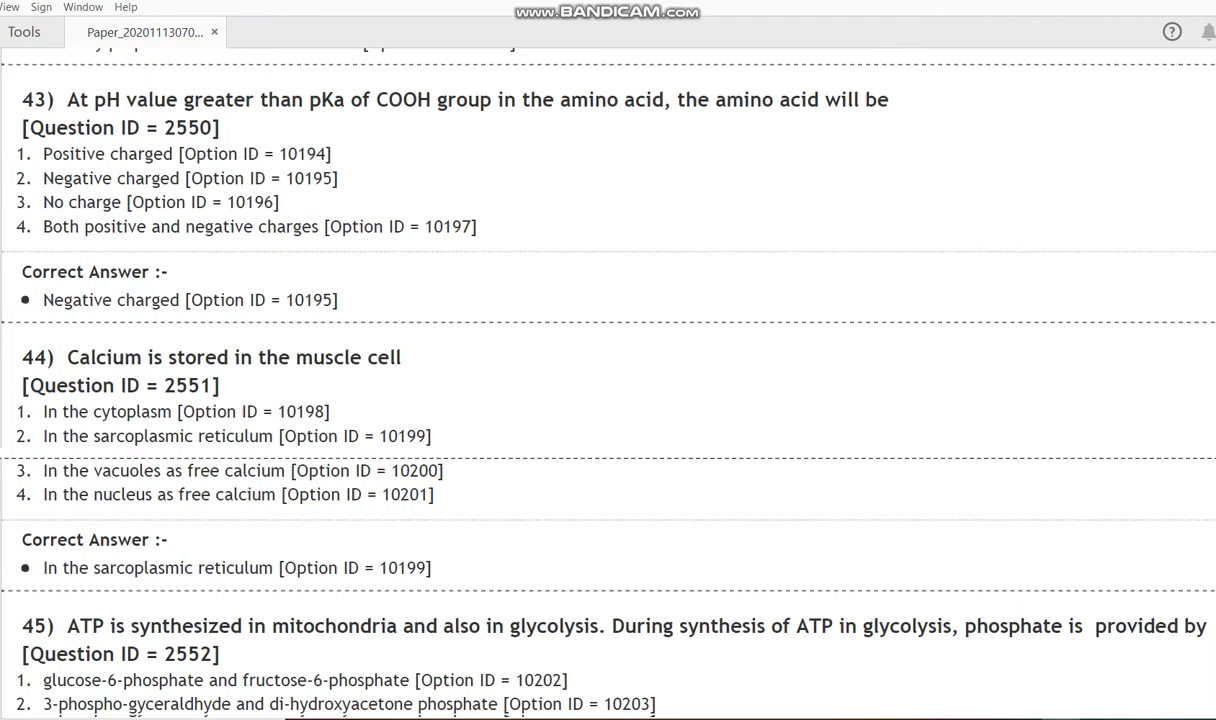 View Sign Window Help
www.BANDICAM.com
Tools Paper_20201113070... ×
43) At pH value greater than pKa of COOH group in the amino acid, the amino acid will be
[Question ID = 2550]
1. Positive charged [Option ID = 10194]
2. Negative charged [Option ID = 10195]
3. No charge [Option ID = 10196]
4. Both positive and negative charges [Option ID = 10197]
Correct Answer :-
• Negative charged [Option ID = 10195]
44) Calcium is stored in the muscle cell
[Question ID = 2551]
1. In the cytoplasm [Option ID = 10198]
2. In the sarcoplasmic reticulum [Option ID = 10199]
3. In the vacuoles as free calcium [Option ID = 10200]
4. In the nucleus as free calcium [Option ID = 10201]
Correct Answer :-
• In the sarcoplasmic reticulum [Option ID = 10199]
45) ATP is synthesized in mitochondria and also in glycolysis. During synthesis of ATP in glycolysis, phosphate is provided by
[Question ID = 2552]
1. glucose-6-phosphate and fructose-6-phosphate [Option ID = 10202]
2. 3-phospho-gyceraldhyde and di-hydroxyacetone phosphate [Option ID = 10203]